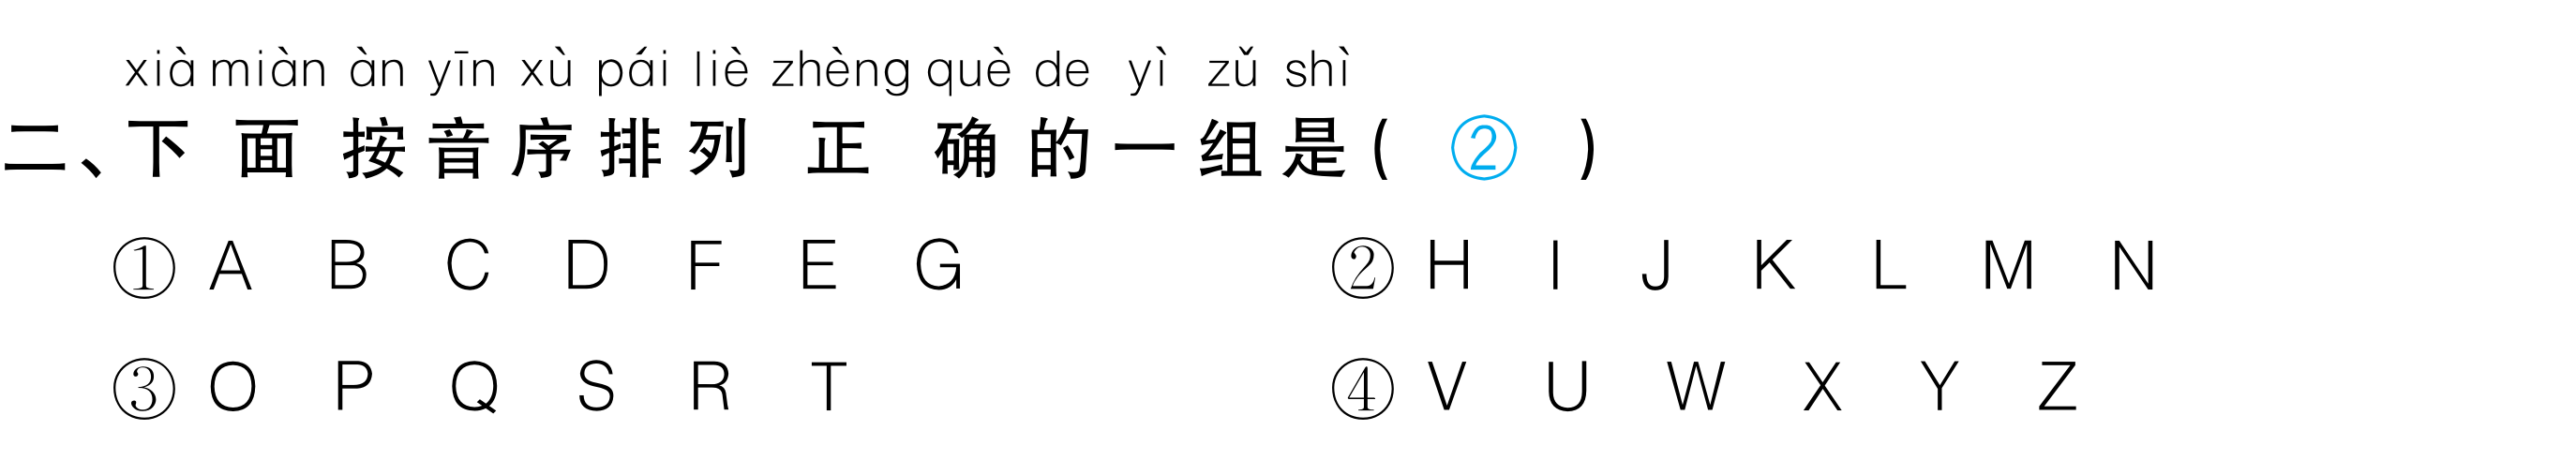 xià miàn àn yīn xù pái liè zhèng què de yì zǔ shì
二、下面按音序排列正确的一组是( ② )
① A B C D F E G ② H I J K L M N
③ O P Q S R T ④ V U W X Y Z